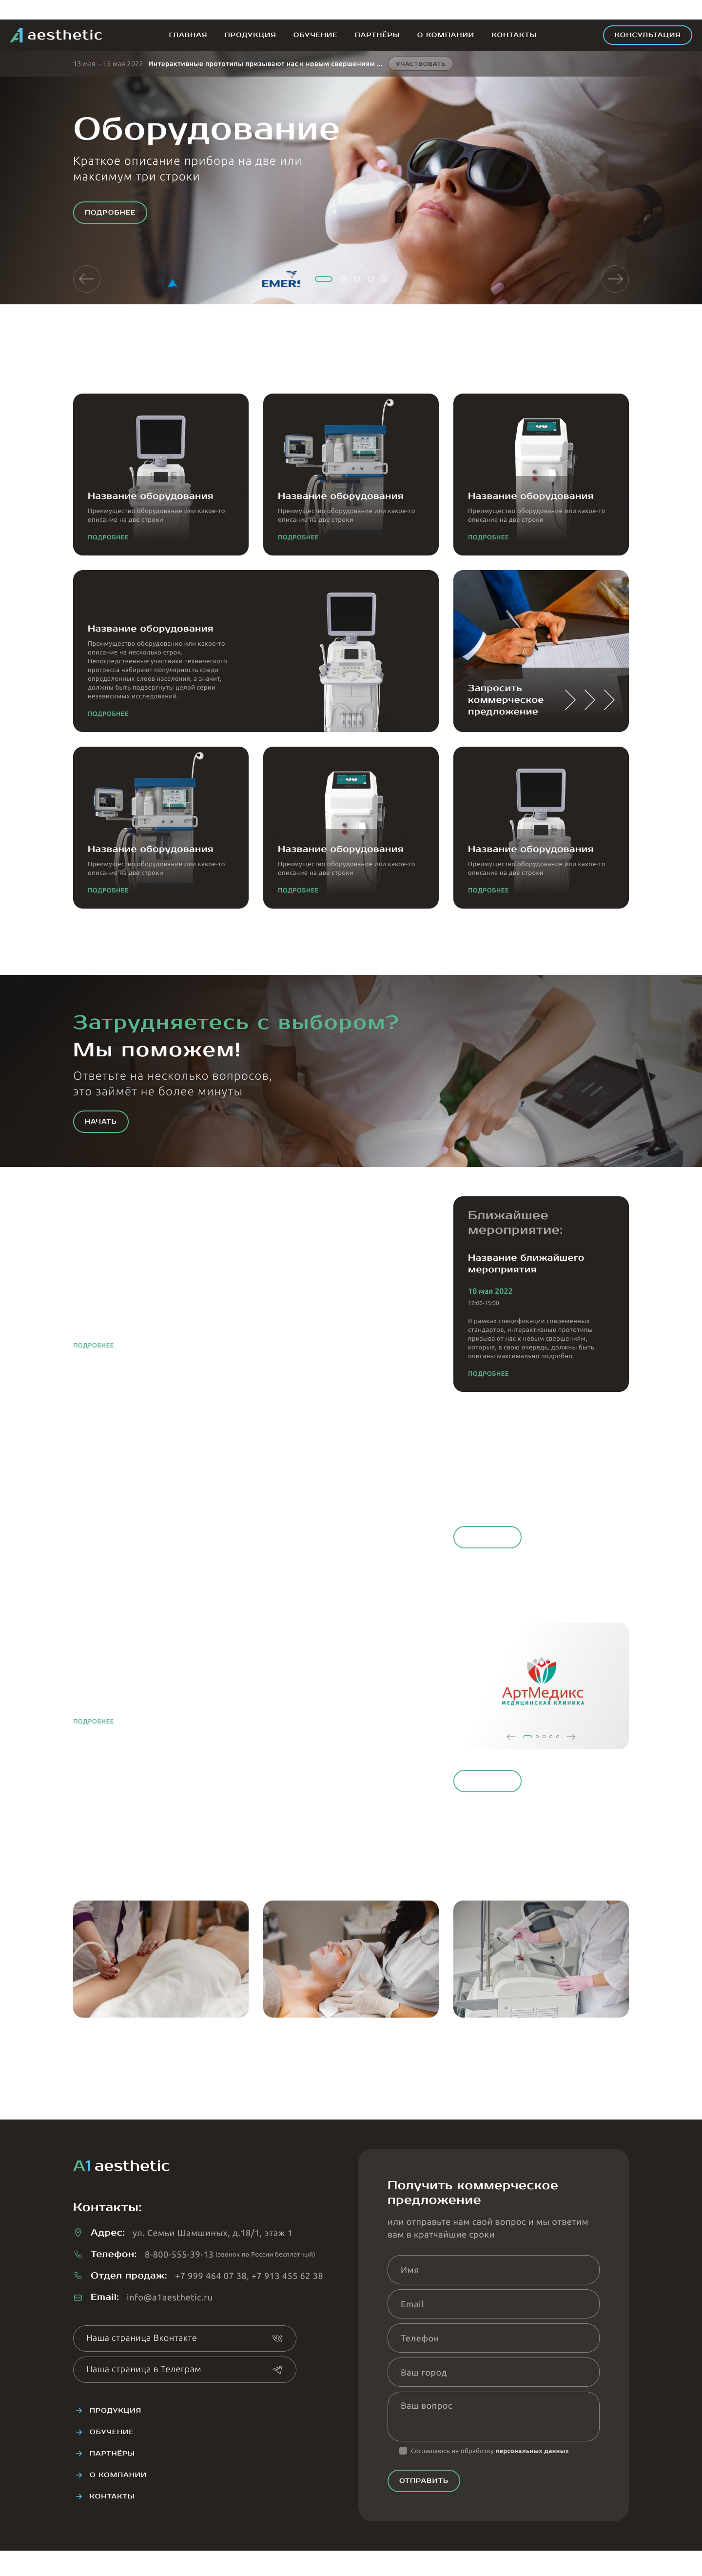 A1 aesthetic
ГЛАВНАЯ ПРОДУКЦИЯ ОБУЧЕНИЕ ПАРТНЁРЫ О КОМПАНИИ КОНТАКТЫ
КОНСУЛЬТАЦИЯ
13 мая – 15 мая 2022 Интерактивные прототипы призывают нас к новым свершениям ... УЧАСТВОВАТЬ
Оборудование
Краткое описание прибора на две или
максимум три строки
ПОДРОБНЕЕ
EMERS
Название оборудования
Преимущество оборудование или какое-то
описание на две строки
ПОДРОБНЕЕ
Название оборудования
Преимущество оборудование или какое-то
описание на две строки
ПОДРОБНЕЕ
Название оборудования
Преимущество оборудование или какое-то
описание на две строки
ПОДРОБНЕЕ
Название оборудования
Преимущество оборудование или какое-то
описание на несколько строк.
Непосредственные участники технического
прогресса набирают популярность среди
определенных слоев населения, а значит,
должны быть подвергнуты целой серии
независимых исследований.
ПОДРОБНЕЕ
Запросить
коммерческое
предложение
Название оборудования
Преимущество оборудование или какое-то
описание на две строки
ПОДРОБНЕЕ
Название оборудования
Преимущество оборудование или какое-то
описание на две строки
ПОДРОБНЕЕ
Название оборудования
Преимущество оборудование или какое-то
описание на две строки
ПОДРОБНЕЕ
Затрудняетесь с выбором?
Мы поможем!
Ответьте на несколько вопросов,
это займёт не более минуты
НАЧАТЬ
ПОДРОБНЕЕ
Ближайшее
мероприятие:
Название ближайшего
мероприятия
10 мая 2022
12:00-15:00
В рамках спецификации современных
стандартов, интерактивные прототипы
призывают нас к новым свершениям,
которые, в свою очередь, должны быть
описаны максимально подробно.
ПОДРОБНЕЕ
АртМедикс
МЕДИЦИНСКАЯ КЛИНИКА
ПОДРОБНЕЕ
A1 aesthetic
Контакты:
Адрес: ул. Семьи Шамшиных, д.18/1, этаж 1
Телефон: 8-800-555-39-13 (звонок по России бесплатный)
Отдел продаж: +7 999 464 07 38, +7 913 455 62 38
Email: info@a1aesthetic.ru
Наша страница Вконтакте
Наша страница в Телеграм
ПРОДУКЦИЯ
ОБУЧЕНИЕ
ПАРТНЁРЫ
О КОМПАНИИ
КОНТАКТЫ
Получить коммерческое
предложение
или отправьте нам свой вопрос и мы ответим
вам в кратчайшие сроки
Имя
Email
Телефон
Ваш город
Ваш вопрос
Соглашаюсь на обработку персональных данных
ОТПРАВИТЬ